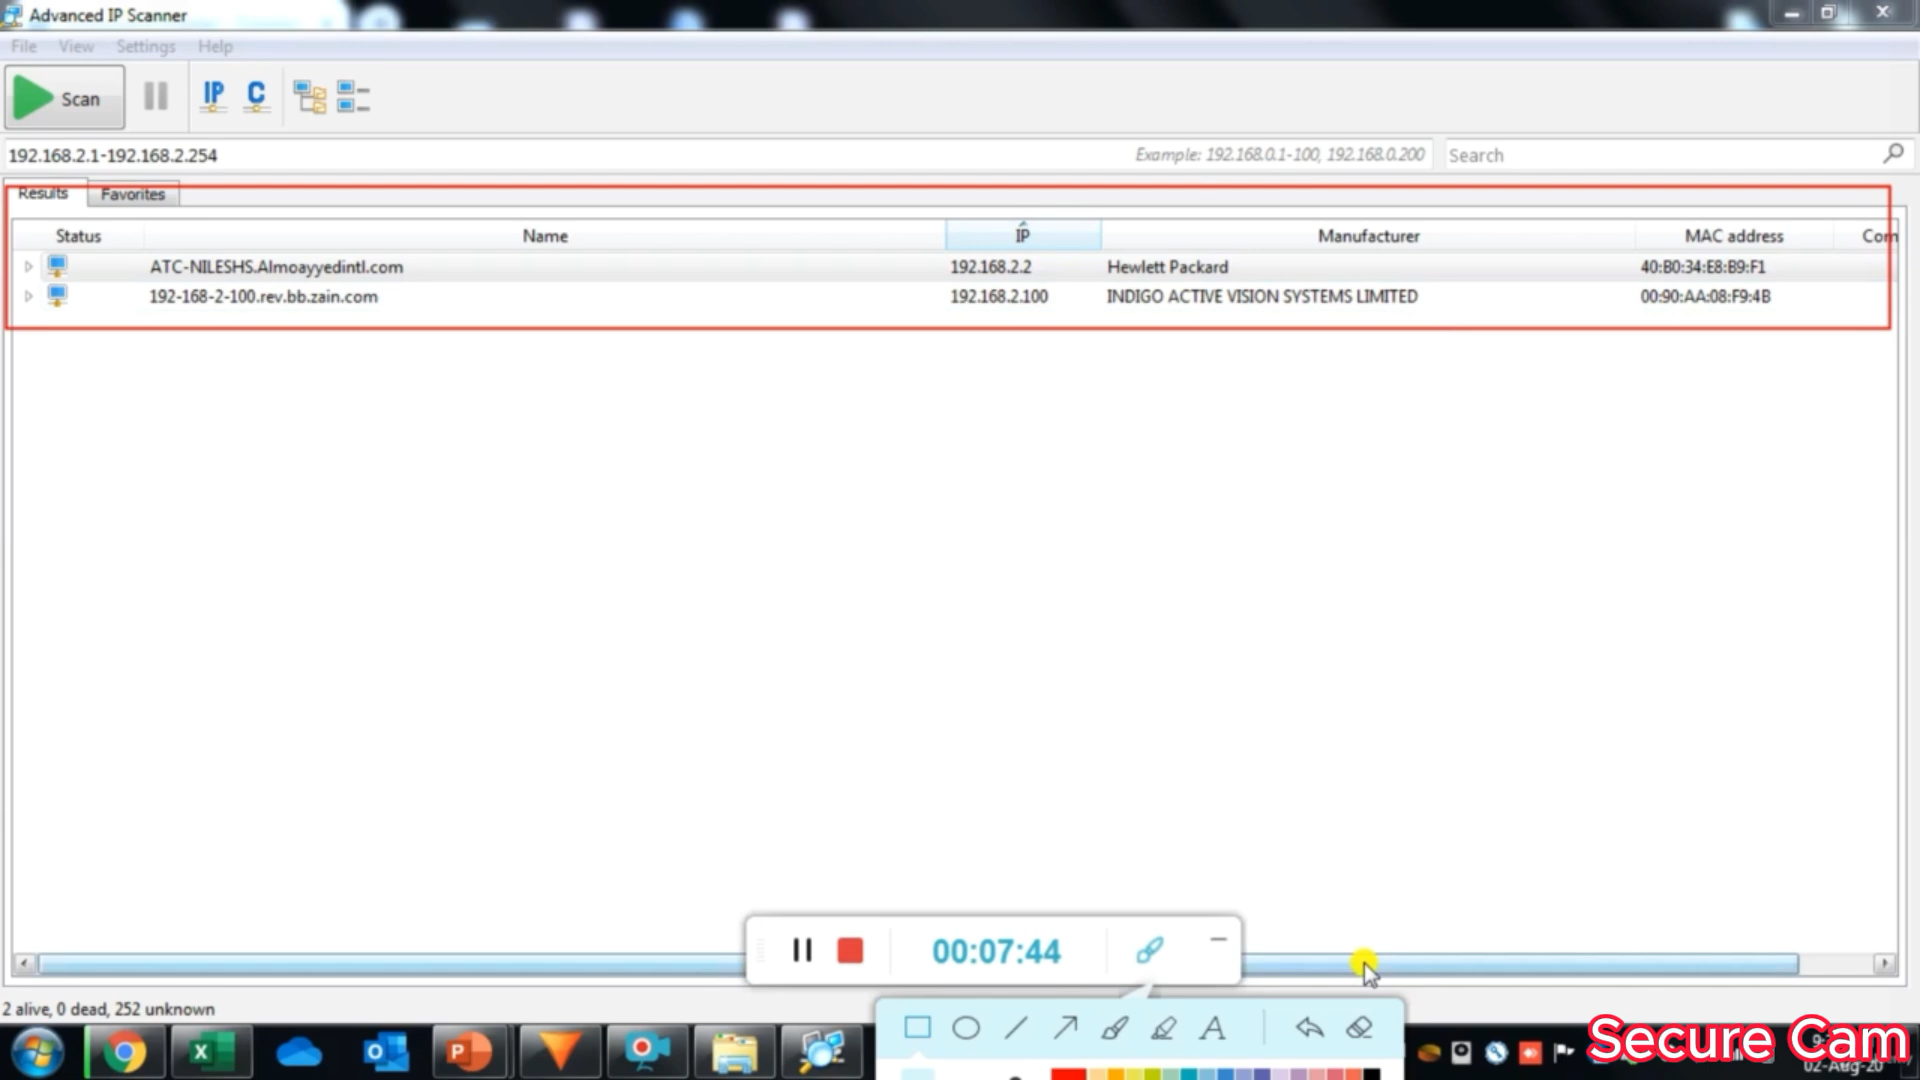 Advanced IP Scanner
File View Settings Help
Scan IP C
192.168.2.1-192.168.2.254 Example: 192.168.0.1-100, 192.168.0.200 Search
Results Favorites
Status Name IP Manufacturer MAC address Com
ATC-NILESHS.Almoayyedintl.com 192.168.2.2 Hewlett Packard 40:B0:34:E8:B9:F1
192-168-2-100.rev.bb.zain.com 192.168.2.100 INDIGO ACTIVE VISION SYSTEMS LIMITED 00:90:AA:08:F9:4B
00:07:44
2 alive, 0 dead, 252 unknown
A
Secure Cam
02-Aug-20